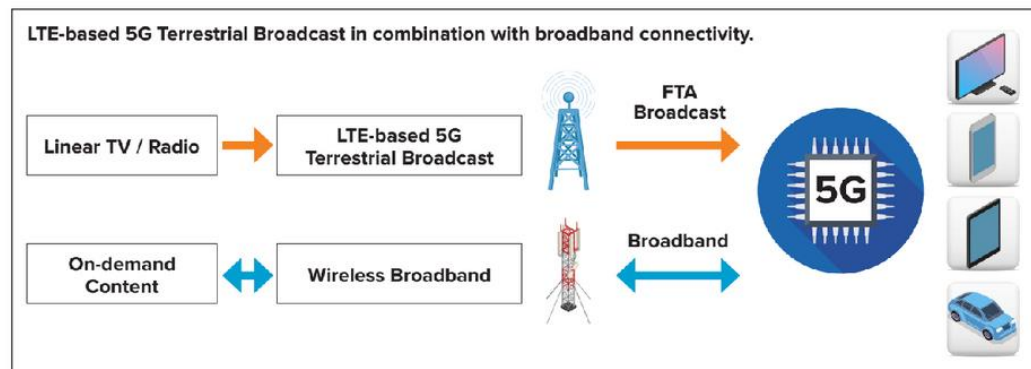 LTE-based 5G Terrestrial Broadcast in combination with broadband connectivity.
Linear TV / Radio
LTE-based 5G
Terrestrial Broadcast
FTA
Broadcast
5G
On-demand
Content
Wireless Broadband
Broadband